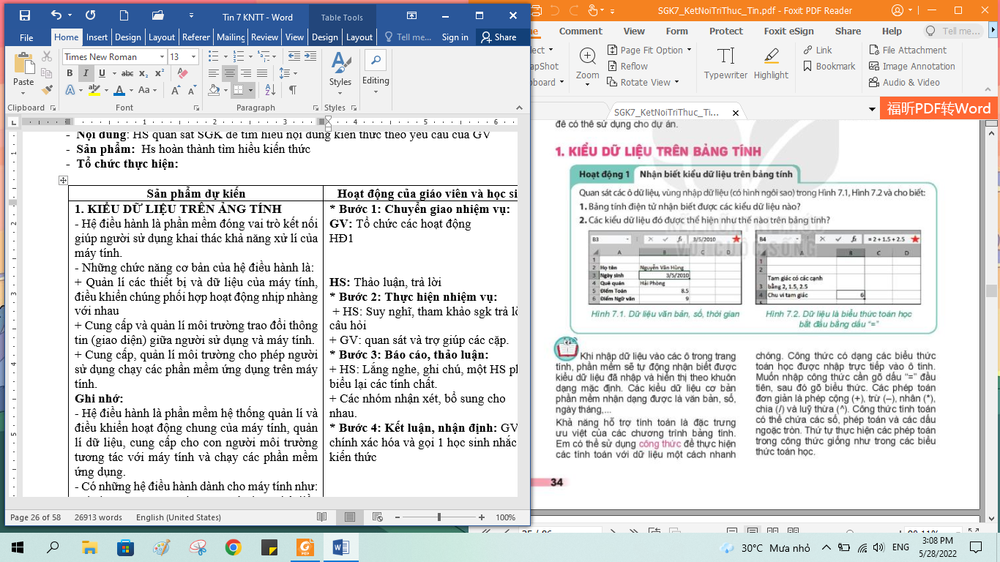 Tin 7 KNTT - Word
Table Tools
File
Home
Insert
Design
Layout
Referer
Mailing
Review
View
Design
Layout
Tell me...
Sign in
Share
Paste
Times New Roman
13
Styles
Editing
Clipboard
Font
Paragraph
Styles
- Nội dung: HS quan sát SGK để tìm hiểu nội dung kiến thức theo yêu cầu của GV
- Sản phẩm: Hs hoàn thành tìm hiểu kiến thức
- Tổ chức thực hiện:
Sản phẩm dự kiến
1. KIỂU DỮ LIỆU TRÊN ẢNG TÍNH
- Hệ điều hành là phần mềm đóng vai trò kết nối
giúp người sử dụng khai thác khả năng xử lí của
máy tính.
- Những chức năng cơ bản của hệ điều hành là:
+ Quản lí các thiết bị và dữ liệu của máy tính,
điều khiển chúng phối hợp hoạt động nhịp nhàng
với nhau
+ Cung cấp và quản lí môi trường trao đổi thông
tin (giao diện) giữa người sử dụng và máy tính.
+ Cung cấp, quản lí môi trường cho phép người
sử dụng chạy các phần mềm ứng dụng trên máy
tính.
Ghi nhớ:
- Hệ điều hành là phần mềm hệ thống quản lí và
điều khiển hoạt động chung của máy tính, quản
lí dữ liệu, cung cấp cho con người môi trường
tương tác với máy tính và chạy các phần mềm
ứng dụng.
- Có những hệ điều hành dành cho máy tính như:
Hoạt động của giáo viên và học si
* Bước 1: Chuyển giao nhiệm vụ:
GV: Tổ chức các hoạt động
HĐ1
HS: Thảo luận, trả lời
* Bước 2: Thực hiện nhiệm vụ:
+ HS: Suy nghĩ, tham khảo sgk trả lờ
câu hỏi
+ GV: quan sát và trợ giúp các cặp.
* Bước 3: Báo cáo, thảo luận:
+ HS: Lắng nghe, ghi chú, một HS ph
biểu lại các tính chất.
+ Các nhóm nhận xét, bổ sung cho
nhau.
* Bước 4: Kết luận, nhận định: GV
chính xác hóa và gọi 1 học sinh nhắc
kiến thức
Page 26 of 58
26913 words
English (United States)
100%
SGK7_KetNoiTriThuc_Tin.pdf - Foxit PDF Reader
Comment
View
Form
Protect
Foxit eSign
Share
Help
Tell me...
Zoom
Page Fit Option
Reflow
Rotate View
Typewriter
Highlight
Link
Bookmark
File Attachment
Image Annotation
Audio & Video
SGK7_KetNoiTriThuc_Tin...
福昕PDF转Word
để có thể sử dụng cho dự án.
1. KIỂU DỮ LIỆU TRÊN BẢNG TÍNH
Hoạt động 1 Nhận biết kiểu dữ liệu trên bảng tính
Quan sát các ô dữ liệu, vùng nhập dữ liệu (có hình ngôi sao) trong Hình 7.1, Hình 7.2 và cho biết:
1. Bảng tính điện tử nhận biết được các kiểu dữ liệu nào?
2. Các kiểu dữ liệu đó được thể hiện như thế nào trên bảng tính?
B3 fx 3/5/2010
A B C D
1
2 Họ tên Nguyễn Văn Hùng
3 Ngày sinh 3/5/2010
4 Quê quán Hải Phòng
5 Điểm Toán 8.5
6 Điểm Ngữ văn 9
Hình 7.1. Dữ liệu văn bản, số, thời gian
B4 fx = 2 + 1.5 + 2.5
A B C D
1
2
Tam giác có các cạnh
3 bằng 2, 1.5, 2.5
4 Chu vi tam giác 6
Hình 7.2. Dữ liệu là biểu thức toán học
bắt đầu bằng dấu “=”
KẾT NỐI TRI THỨC
VỚI CUỘC SỐNG
Khi nhập dữ liệu vào các ô trong trang
tính, phần mềm sẽ tự động nhận biết được
kiểu dữ liệu đã nhập và hiển thị theo khuôn
dạng mặc định. Các kiểu dữ liệu cơ bản
phần mềm nhận dạng được là văn bản, số,
ngày tháng,...
Khả năng hỗ trợ tính toán là đặc trưng
ưu việt của các chương trình bảng tính.
Em có thể sử dụng công thức để thực hiện
các tính toán với dữ liệu một cách nhanh
chóng. Công thức có dạng các biểu thức
toán học được nhập trực tiếp vào ô tính.
Muốn nhập công thức cần gõ dấu “=” đầu
tiên, sau đó gõ biểu thức. Các phép toán
đơn giản là phép cộng (+), trừ (–), nhân (*),
chia (/) và luỹ thừa (^). Công thức tính toán
có thể chứa các số, phép toán và các dấu
ngoặc tròn. Thứ tự thực hiện các phép toán
trong công thức giống như trong các biểu
thức toán học.
34
30°C Mưa nhỏ
ENG
3:08 PM
5/28/2022